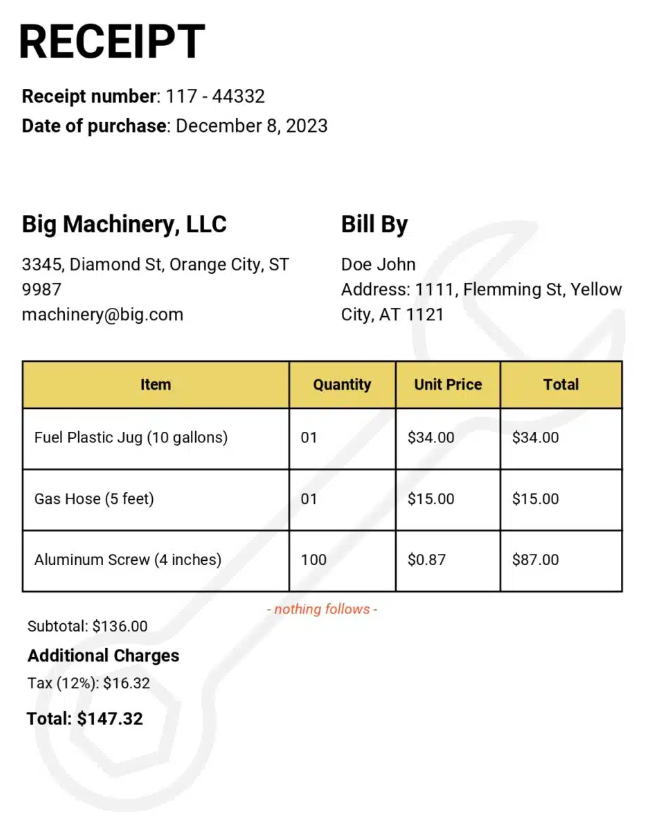 RECEIPT
Receipt number: 117 - 44332
Date of purchase: December 8, 2023
Big Machinery, LLC
3345, Diamond St, Orange City, ST
9987
machinery@big.com
Bill By
Doe John
Address: 1111, Flemming St, Yellow
City, AT 1121
Item Quantity Unit Price Total
Fuel Plastic Jug (10 gallons) 01 $34.00 $34.00
Gas Hose (5 feet) 01 $15.00 $15.00
Aluminum Screw (4 inches) 100 $0.87 $87.00
- nothing follows -
Subtotal: $136.00
Additional Charges
Tax (12%): $16.32
Total: $147.32